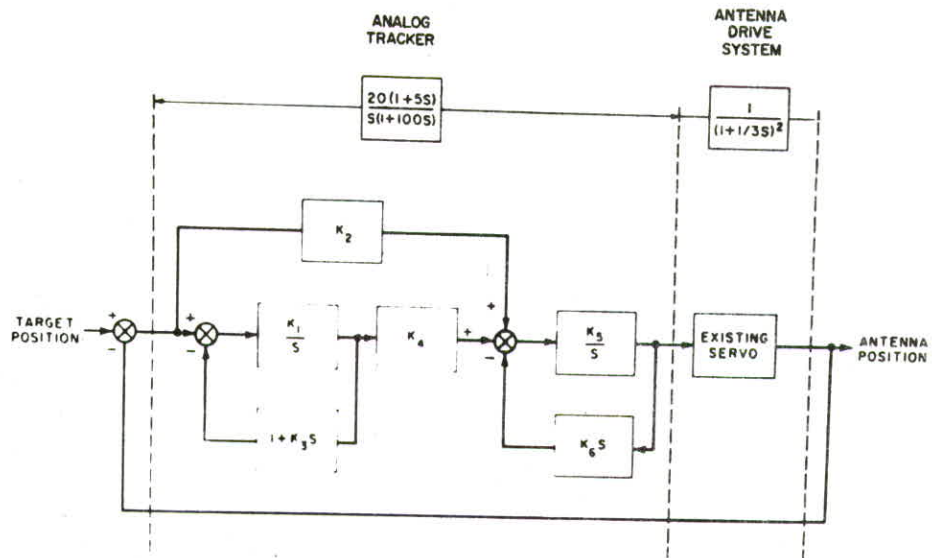 ANALOG
TRACKER
ANTENNA
DRIVE
SYSTEM
20(1+5S)
S(1+100S)
1
(1+1/3S)²
K₂
+
+
+
+
TARGET
POSITION
-
-
K₁
S
K₄
-
K₅
S
EXISTING
SERVO
ANTENNA
POSITION
1+K₃S
K₆S